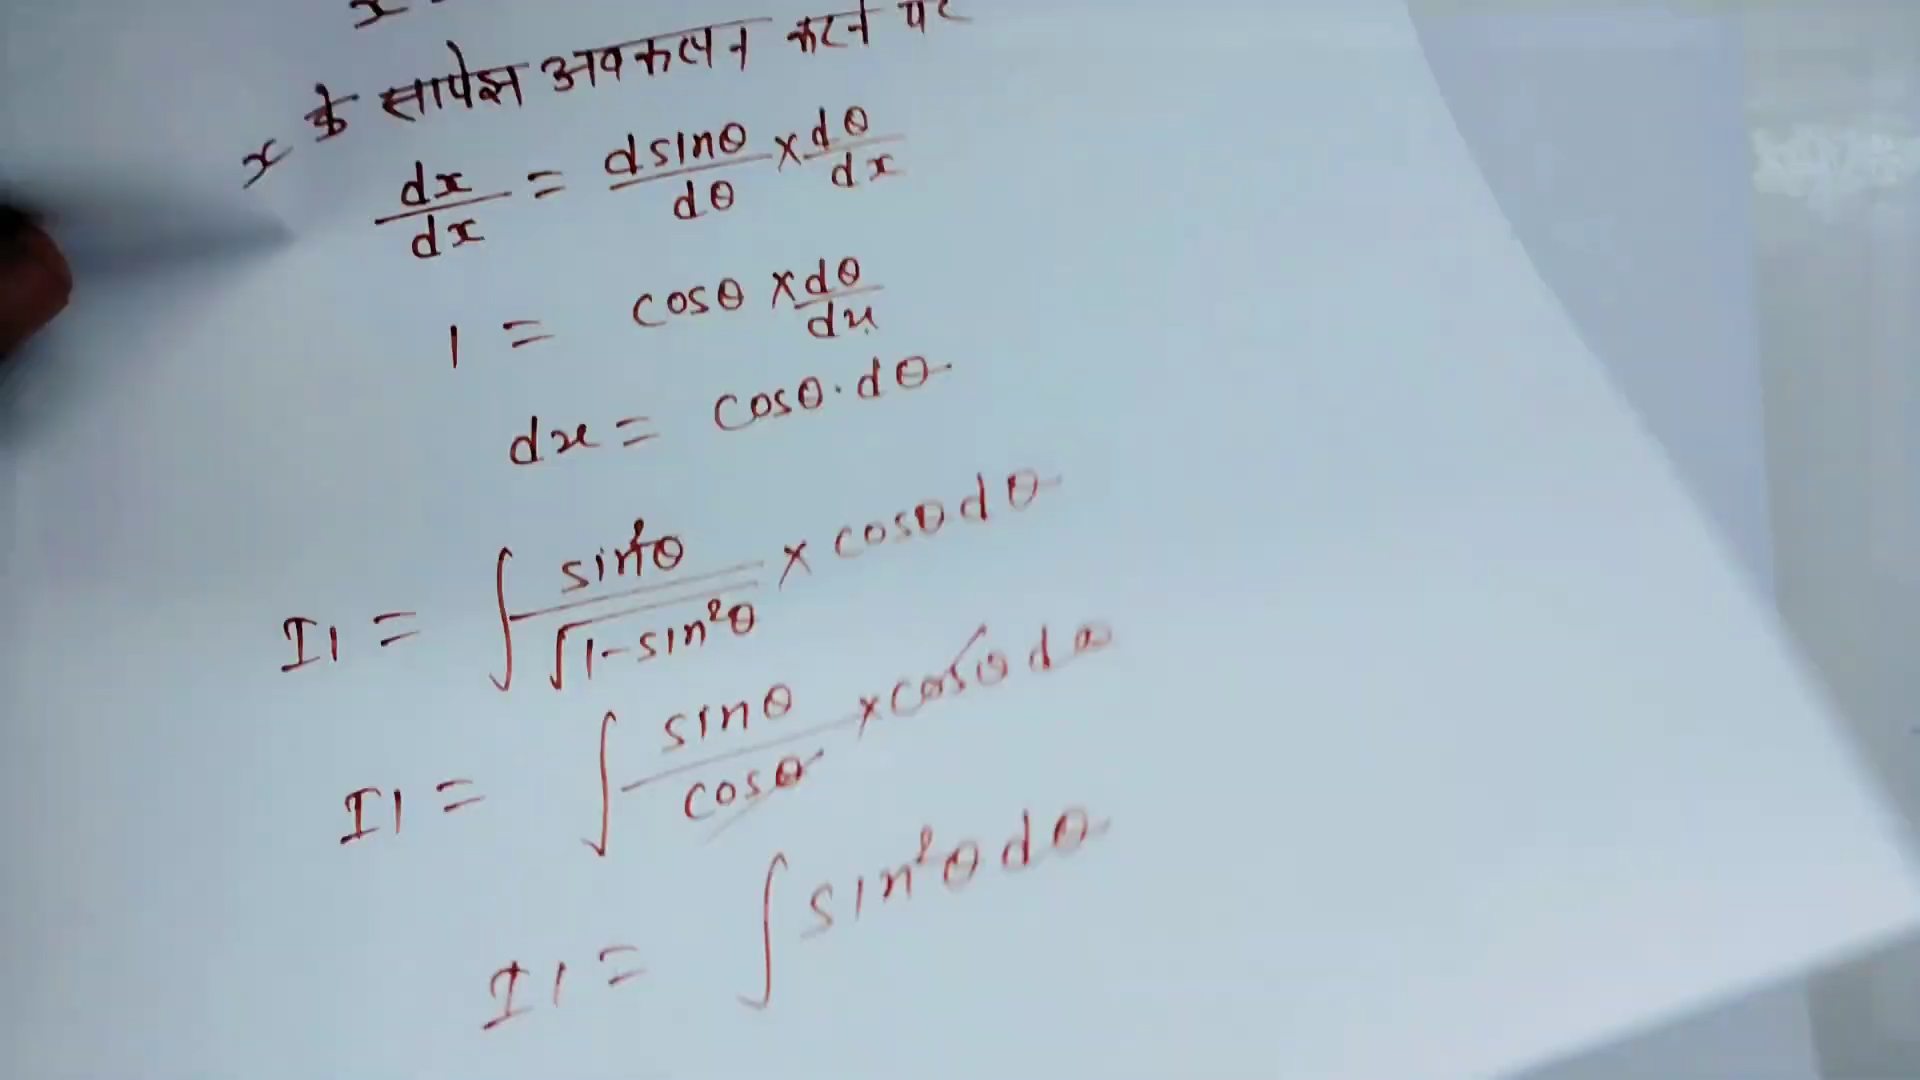 x के सापेक्ष अवकलन करने पर
dx/dx = dsinθ/dθ × dθ/dx
1 = cosθ × dθ/dx
dx = cosθ·dθ
I1 = ∫ sin²θ/√1-sin²θ × cosθ dθ
I1 = ∫ sinθ/cosθ × cosθ dθ
I1 = ∫ sin²θ dθ